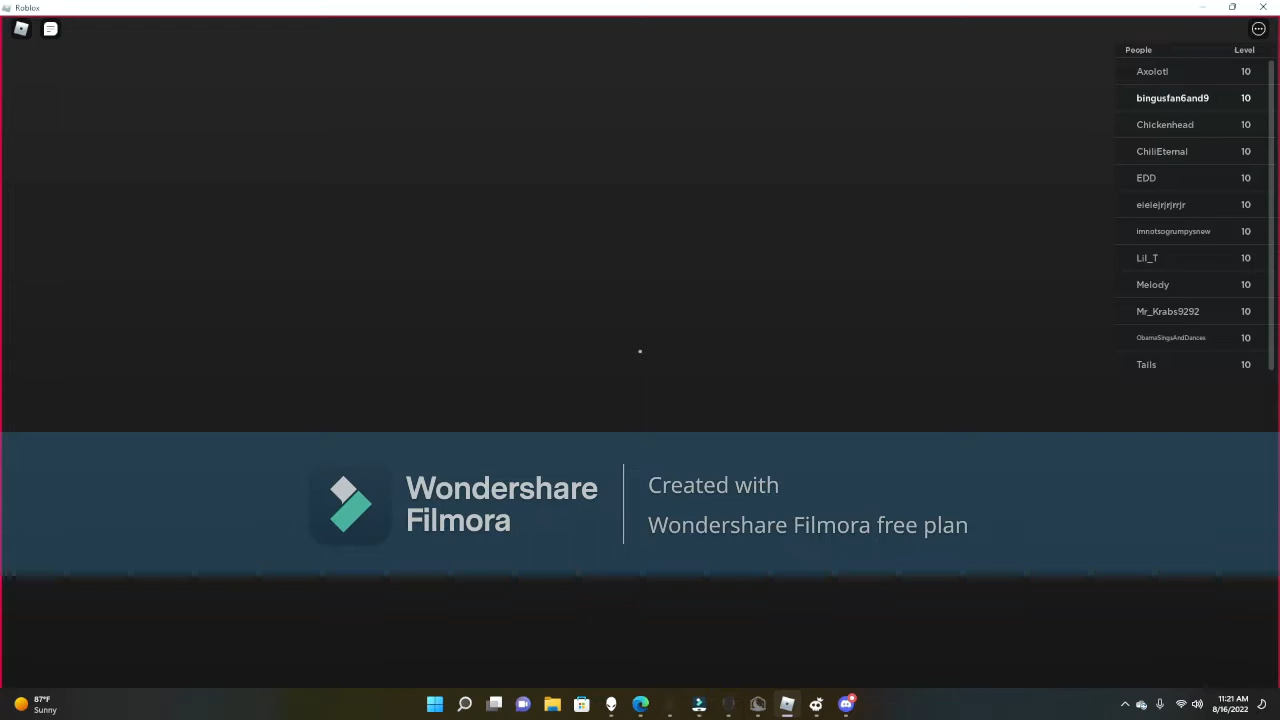 Roblox
People Level
Axolotl 10
bingusfan6and9 10
Chickenhead 10
ChiliEternal 10
EDD 10
eieiejrjrjrrjr 10
imnotsogrumpysnew 10
Lil_T 10
Melody 10
Mr_Krabs9292 10
ObamaSingsAndDances 10
Tails 10
Wondershare
Filmora
Created with
Wondershare Filmora free plan
87°F
Sunny
11:21 AM
8/16/2022